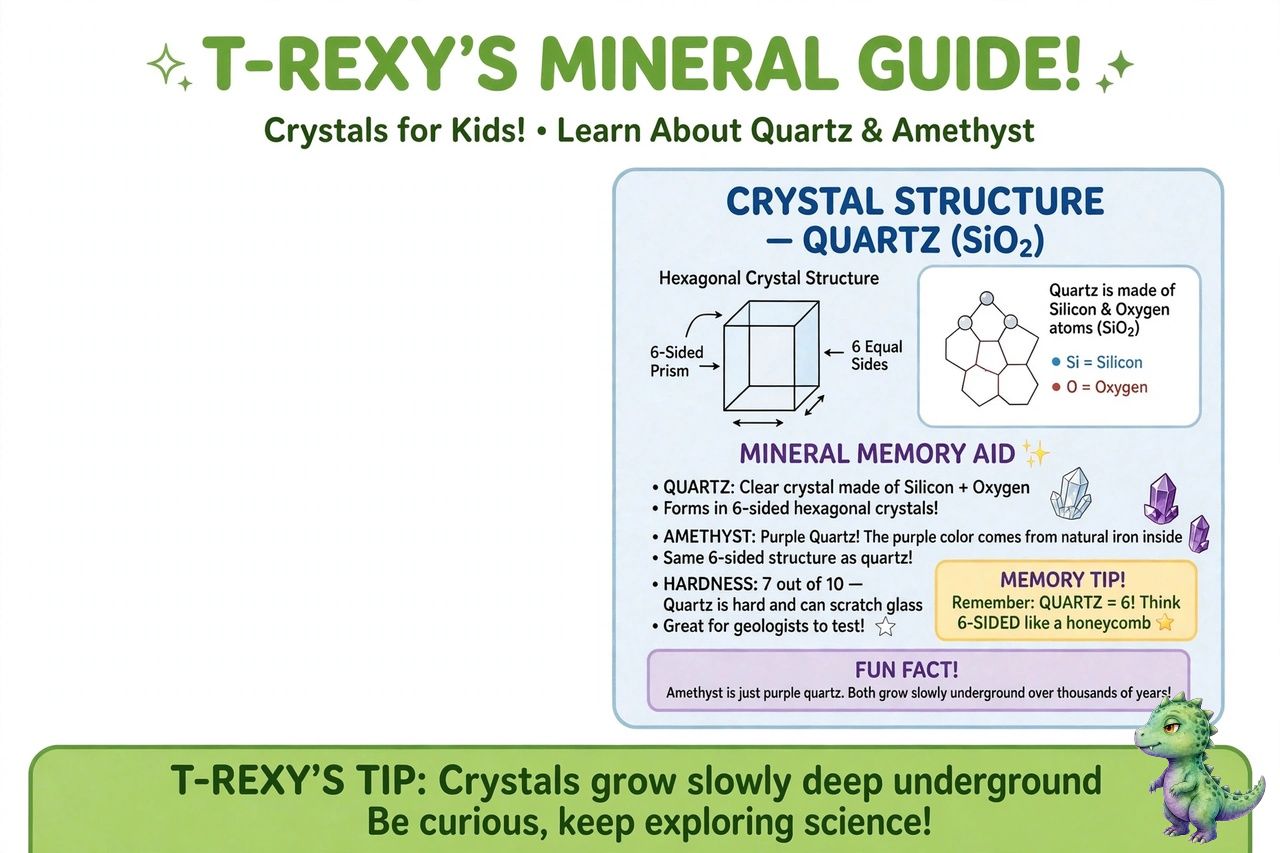 T-REXY’S MINERAL GUIDE!
Crystals for Kids! • Learn About Quartz & Amethyst
CRYSTAL STRUCTURE
— QUARTZ (SiO₂)
Hexagonal Crystal Structure
6-Sided
Prism
6 Equal
Sides
Quartz is made of
Silicon & Oxygen
atoms (SiO₂)
• Si = Silicon
• O = Oxygen
MINERAL MEMORY AID
• QUARTZ: Clear crystal made of Silicon + Oxygen
• Forms in 6-sided hexagonal crystals!
• AMETHYST: Purple Quartz! The purple color comes from natural iron inside
• Same 6-sided structure as quartz!
• HARDNESS: 7 out of 10 —
Quartz is hard and can scratch glass
• Great for geologists to test!
MEMORY TIP!
Remember: QUARTZ = 6! Think
6-SIDED like a honeycomb
FUN FACT!
Amethyst is just purple quartz. Both grow slowly underground over thousands of years!
T-REXY’S TIP: Crystals grow slowly deep underground
Be curious, keep exploring science!